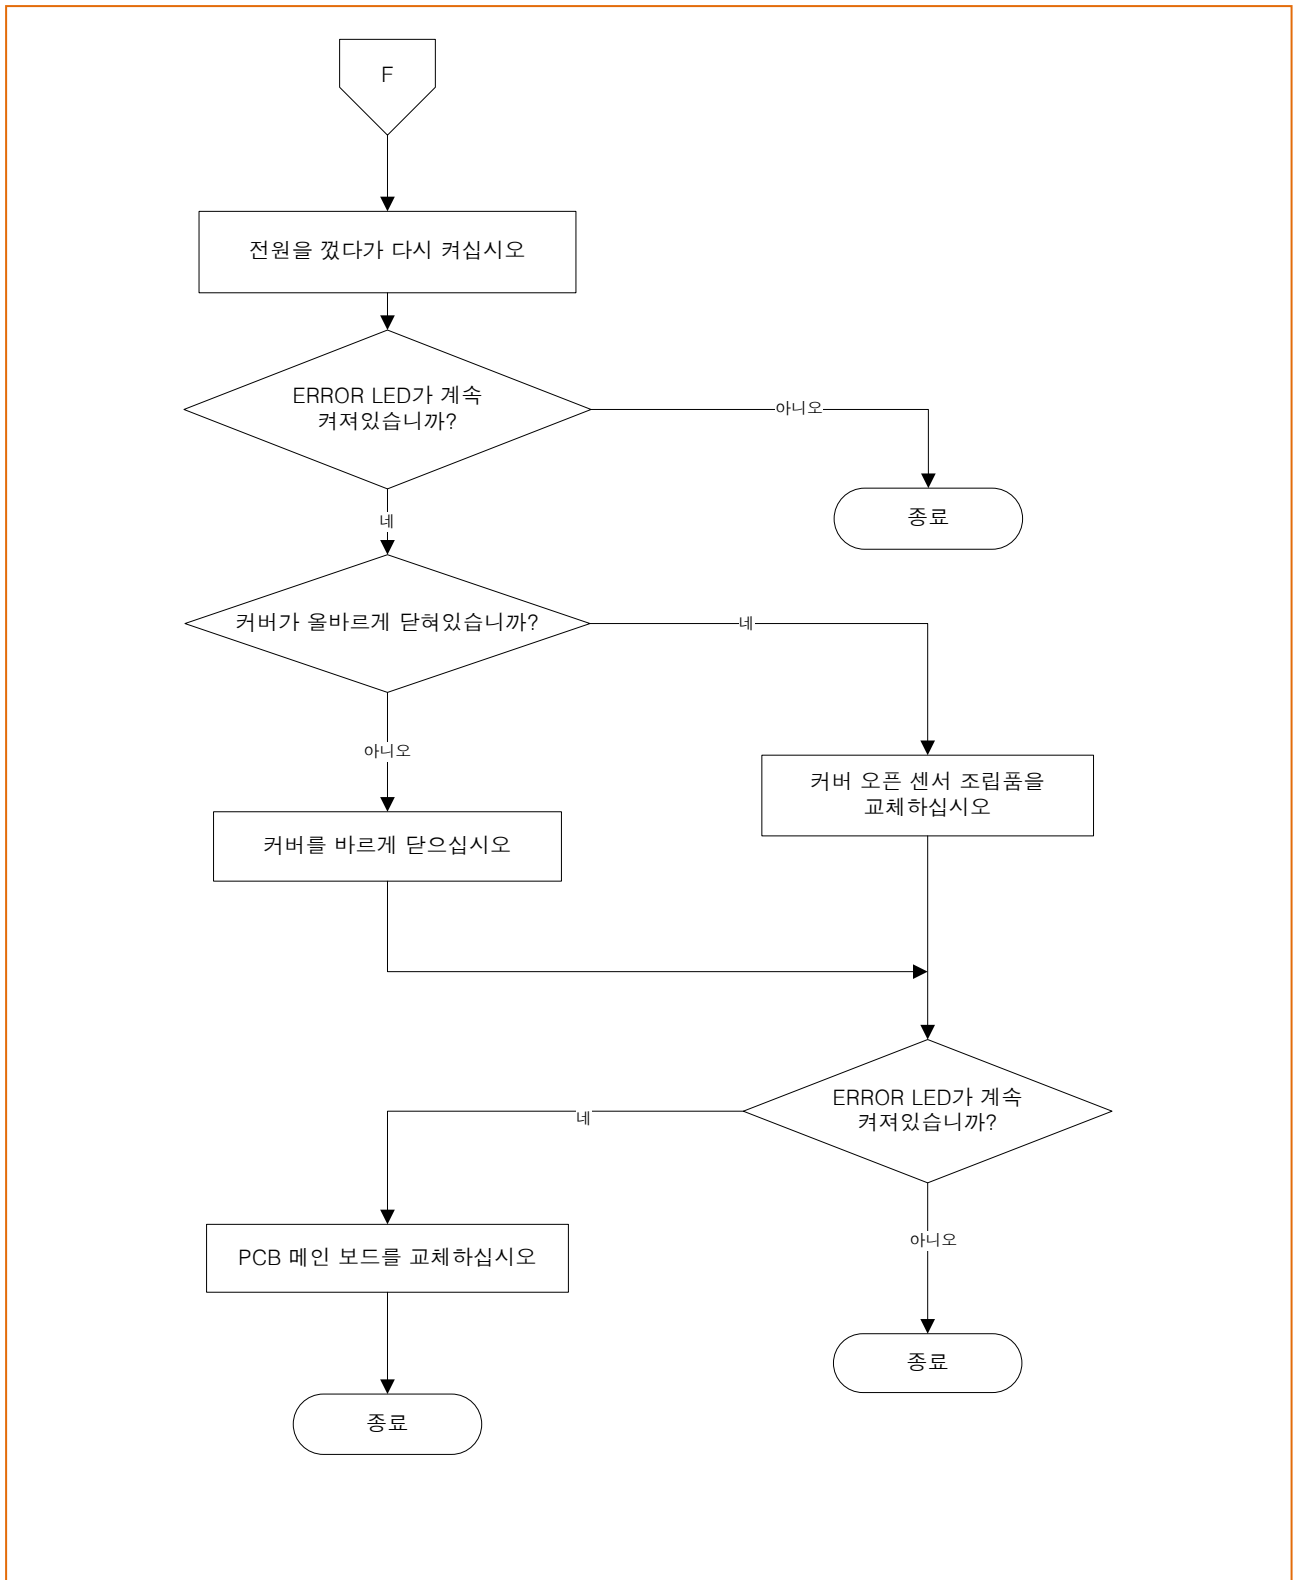 F
전원을 껐다가 다시 켜십시오
ERROR LED가 계속
켜져있습니까?
아니오
종료
네
커버가 올바르게 닫혀있습니까?
네
아니오
커버 오픈 센서 조립품을
교체하십시오
커버를 바르게 닫으십시오
ERROR LED가 계속
켜져있습니까?
네
아니오
PCB 메인 보드를 교체하십시오
종료
종료